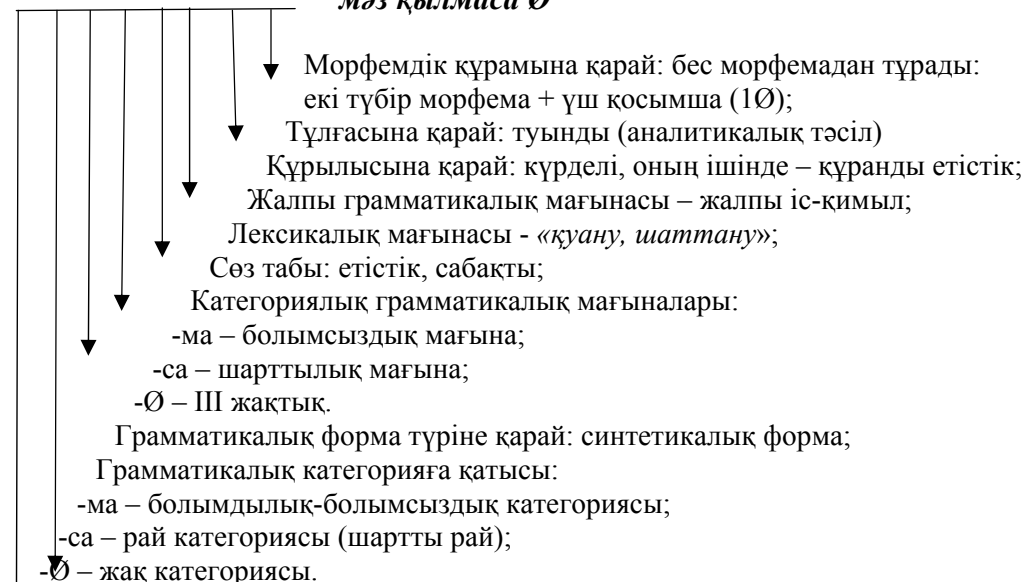 мәз қылмаса Ø
Морфемдік құрамына қарай: бес морфемадан тұрады:
екі түбір морфема + үш қосымша (1Ø);
Тұлғасына қарай: туынды (аналитикалық тәсіл)
Құрылысына қарай: күрделі, оның ішінде – құранды етістік;
Жалпы грамматикалық мағынасы – жалпы іс-қимыл;
Лексикалық мағынасы - «қуану, шаттану»;
Сөз табы: етістік, сабақты;
Категориялық грамматикалық мағыналары:
-ма – болымсыздық мағына;
-са – шарттылық мағына;
-Ø – III жақтық.
Грамматикалық форма түріне қарай: синтетикалық форма;
Грамматикалық категорияға қатысы:
-ма – болымдылық-болымсыздық категориясы;
-са – рай категориясы (шартты рай);
-Ø – жақ категориясы.